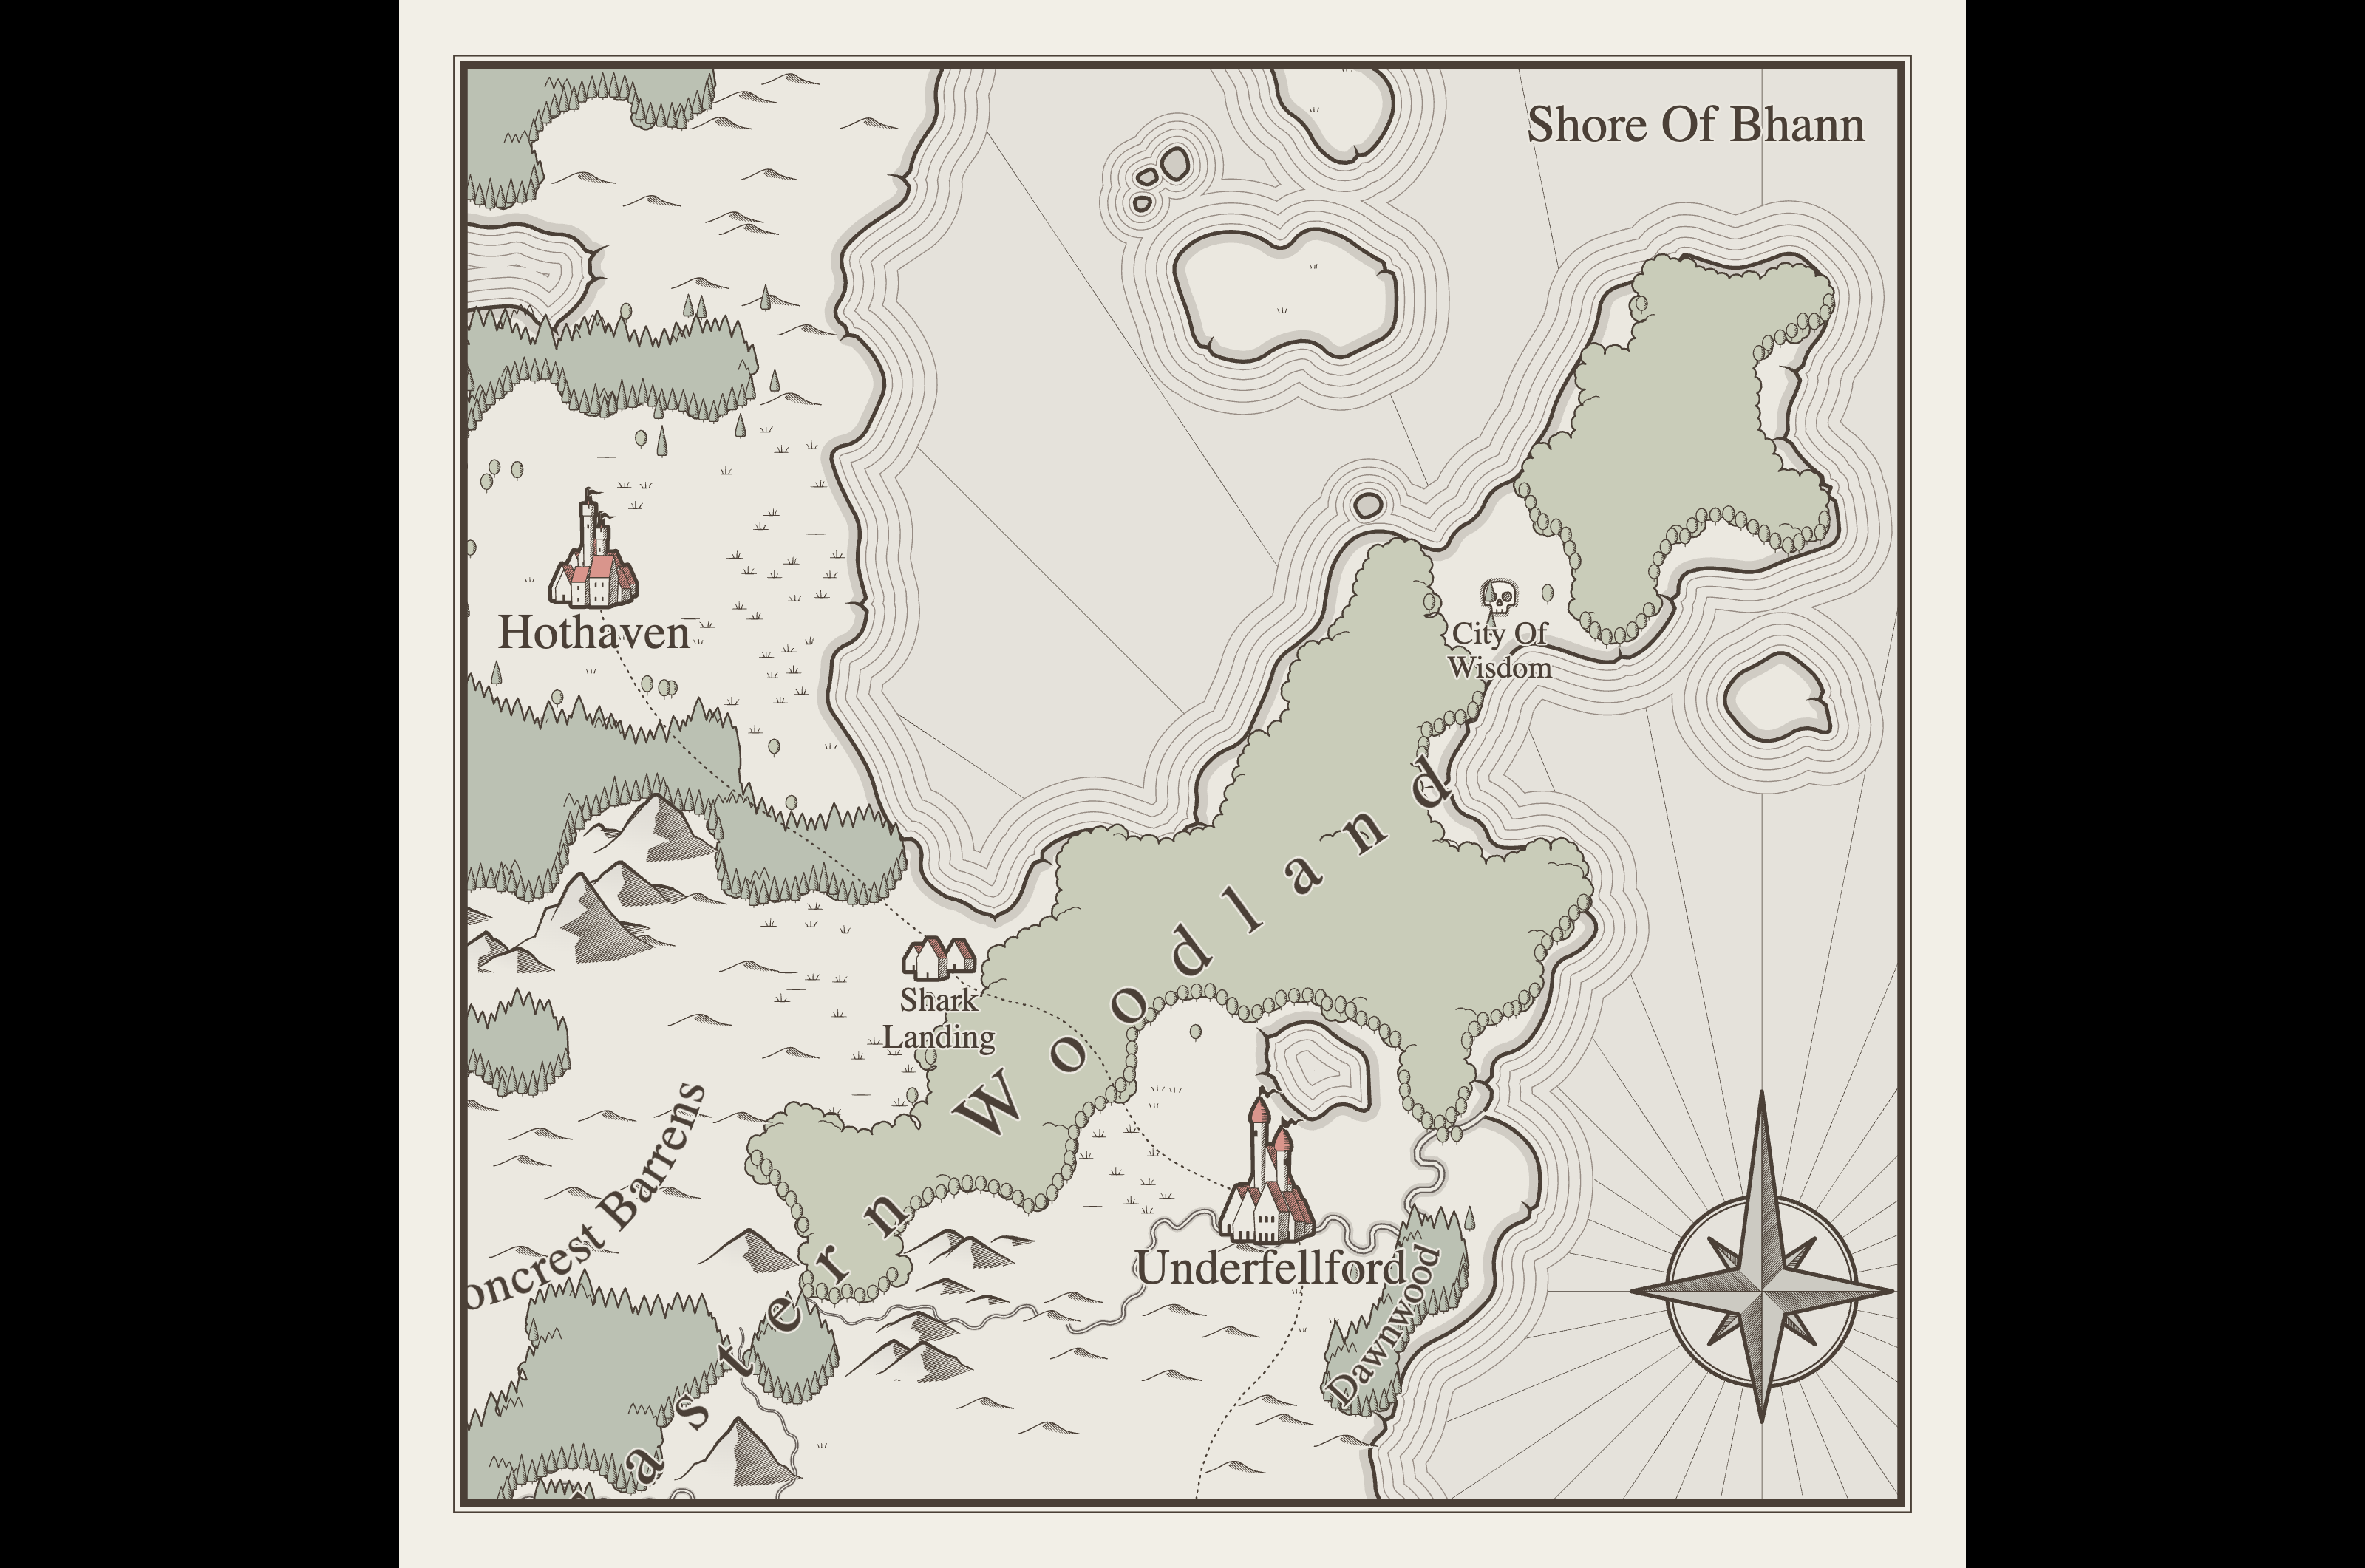 Shore Of Bhann
Hothaven
City Of
Wisdom
Shark
Landing
Woodland
oncrest Barrens
astern
Underfellford
Dawnwood